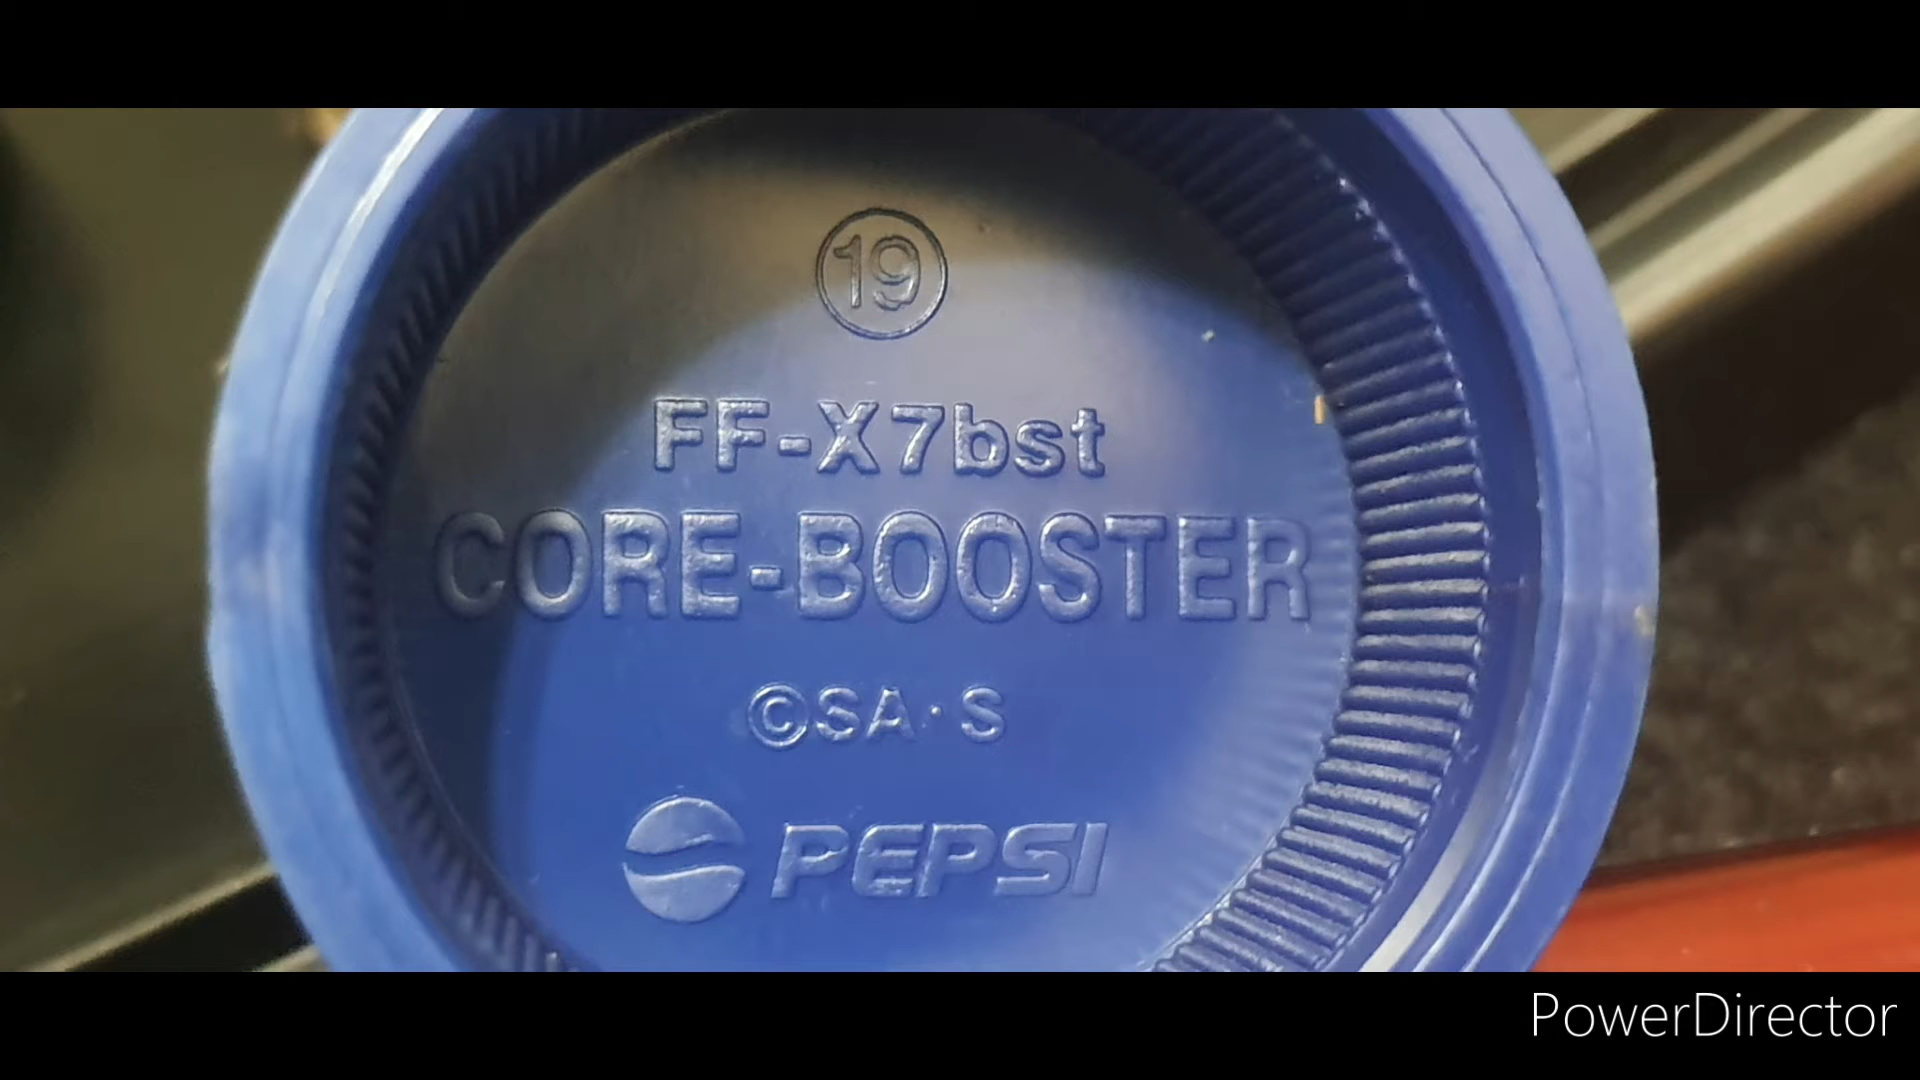 19
FF-X7bst
CORE-BOOSTER
©SA·S
PEPSI
PowerDirector